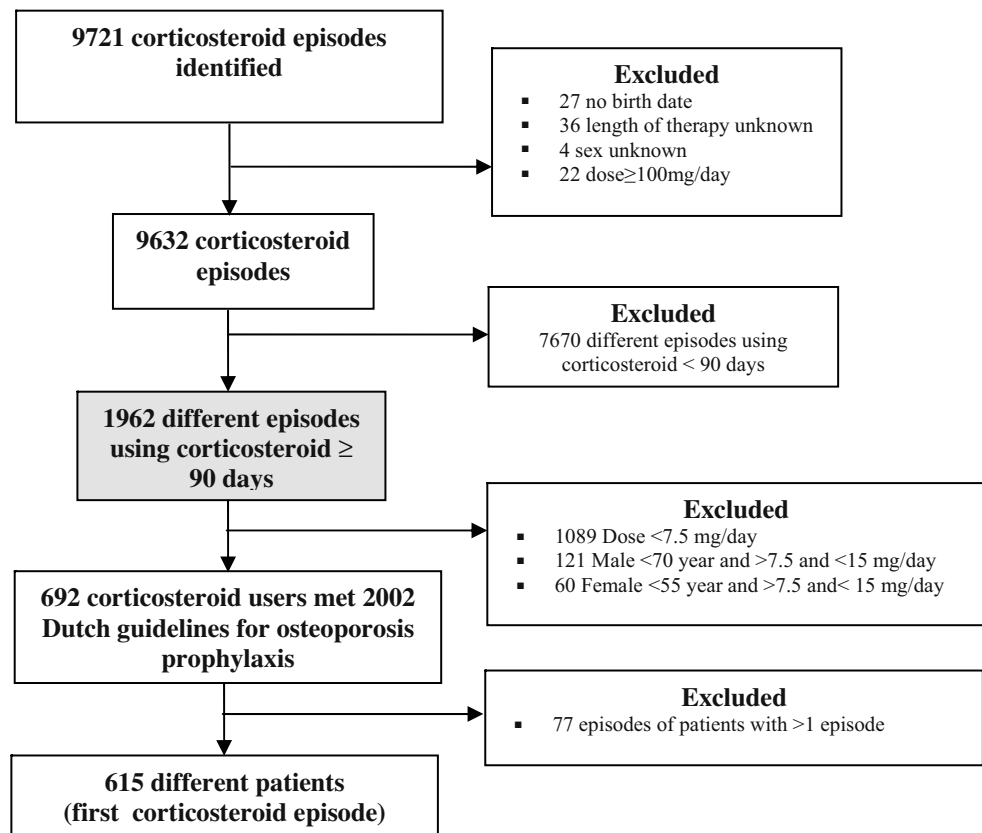 9721 corticosteroid episodes
identified
Excluded
▪ 27 no birth date
▪ 36 length of therapy unknown
▪ 4 sex unknown
▪ 22 dose≥100mg/day
9632 corticosteroid
episodes
Excluded
7670 different episodes using
corticosteroid < 90 days
1962 different episodes
using corticosteroid ≥
90 days
Excluded
▪ 1089 Dose <7.5 mg/day
▪ 121 Male <70 year and >7.5 and <15 mg/day
▪ 60 Female <55 year and >7.5 and< 15 mg/day
692 corticosteroid users met 2002
Dutch guidelines for osteoporosis
prophylaxis
Excluded
▪ 77 episodes of patients with >1 episode
615 different patients
(first corticosteroid episode)